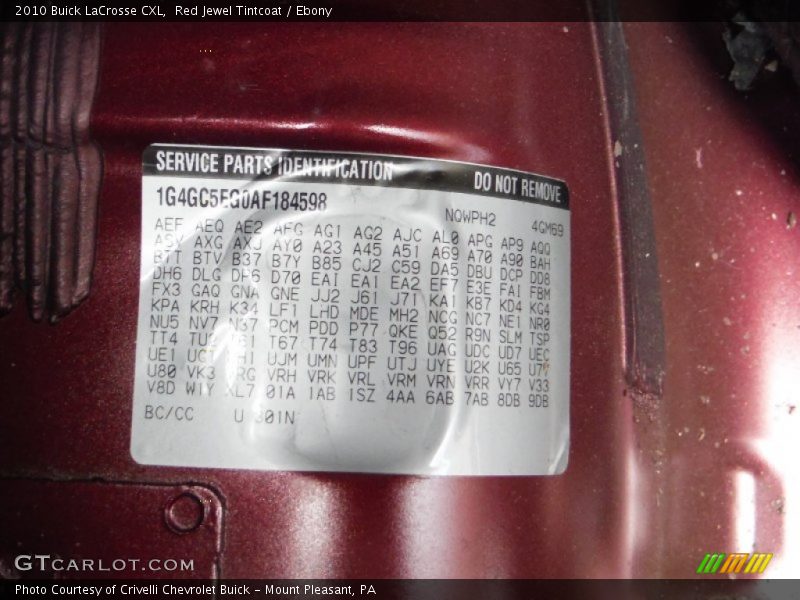 2010 Buick LaCrosse CXL, Red Jewel Tintcoat / Ebony
SERVICE PARTS IDENTIFICATION DO NOT REMOVE
1G4GC5EG0AF184598 NQWPH2 4GM69
AEF AEQ AE2 AFG AG1 AG2 AJC AL0 APG AP9 AQQ
ASV AXG AXJ AY0 A23 A45 A51 A69 A70 A90 BAH
BTT BTV B37 B7Y B85 CJ2 C59 DA5 DBU DCP DD8
DH6 DLG DP6 D70 EA1 EA1 EA2 EF7 E3E FA1 FBM
FX3 GAQ GNA GNE JJ2 J61 J71 KA1 KB7 KD4 KG4
KPA KRH K34 LF1 LHD MDE MH2 NCG NC7 NE1 NR0
NU5 NV7 N37 PCM PDD P77 QKE Q52 R9N SLM TSP
TT4 T67 T74 T83 T96 UAG UDC UD7 UEC
UE1 UJM UMN UPF UTJ UYE U2K U65
U80 VK3 VRH VRK VRL VRM VRN VRR VY7 V33
V8D W1Y 01A 1AB 1SZ 4AA 6AB 7AB 8DB 9DB
BC/CC U 301N
GTCARLOT.COM
Photo Courtesy of Crivelli Chevrolet Buick - Mount Pleasant, PA